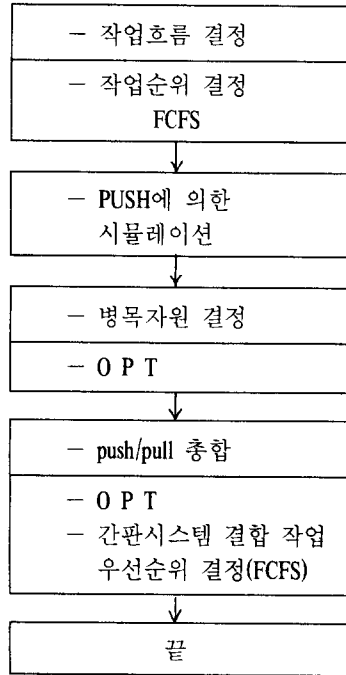 — 작업흐름 결정
— 작업순위 결정
FCFS
— PUSH에 의한
시뮬레이션
— 병목자원 결정
— O P T
— push/pull 총합
— O P T
— 간판시스템 결합 작업
우선순위 결정(FCFS)
끝